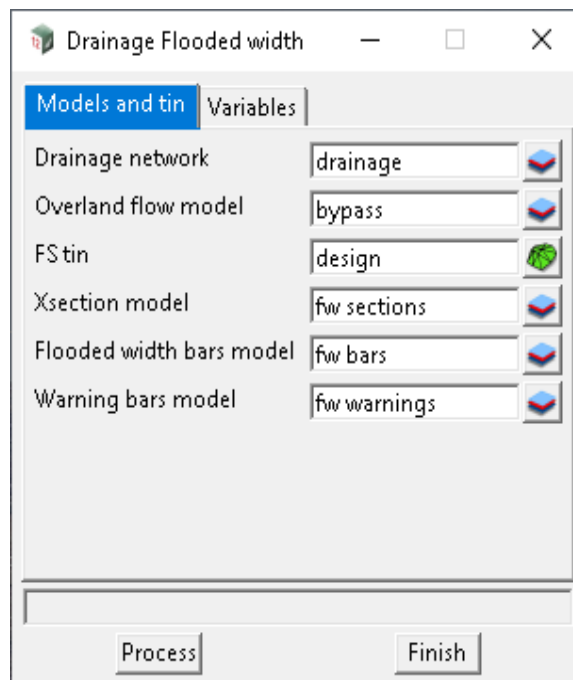 Drainage Flooded width
Models and tin Variables
Drainage network drainage
Overland flow model bypass
FS tin design
Xsection model fw sections
Flooded width bars model fw bars
Warning bars model fw warnings
Process Finish